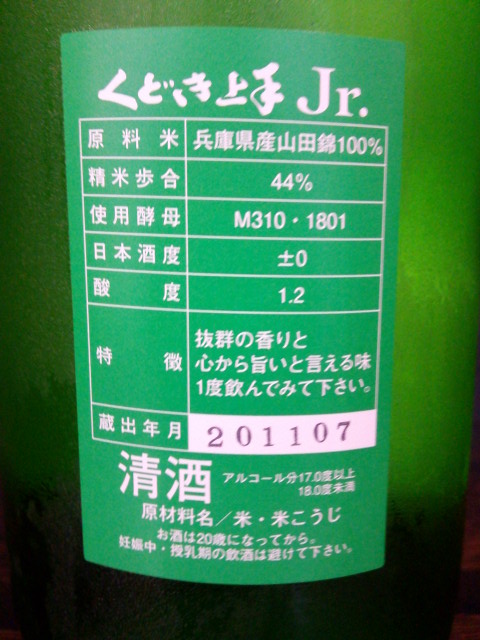 くどき上手 Jr.
原料米 兵庫県産山田錦100%
精米歩合 44%
使用酵母 M310・1801
日本酒度 ±0
酸度 1.2
特徴 抜群の香りと
心から旨いと言える味
1度飲んでみて下さい。
蔵出年月 201107
清酒 アルコール分17.0度以上
18.0度未満
原材料名／米・米こうじ
お酒は20歳になってから。
妊娠中・授乳期の飲酒は避けて下さい。